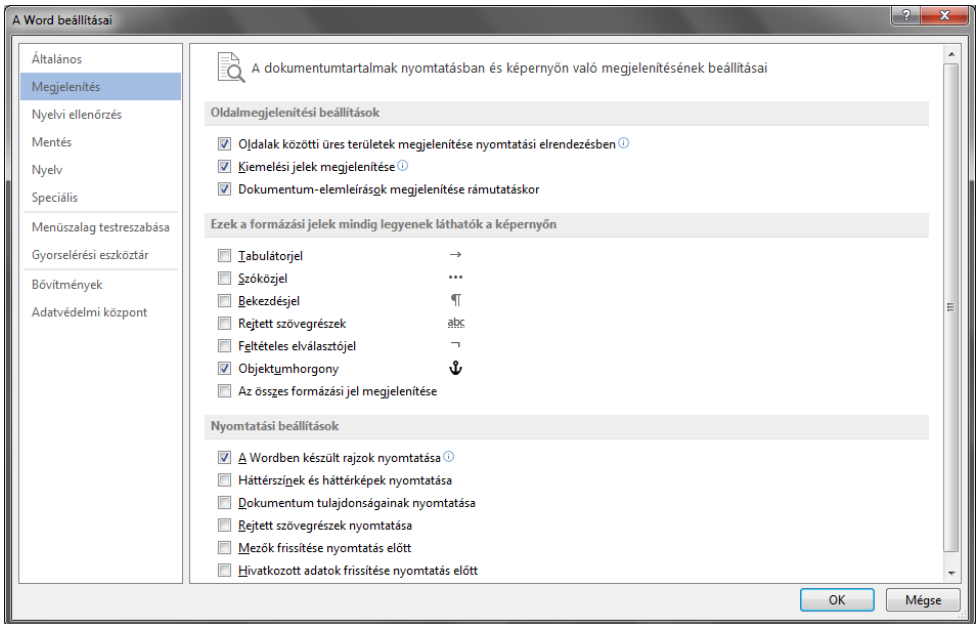 A Word beállításai
Általános
Megjelenítés
Nyelvi ellenőrzés
Mentés
Nyelv
Speciális
Menüszalag testreszabása
Gyorselérési eszköztár
Bővítmények
Adatvédelmi központ
A dokumentumtartalmak nyomtatásban és képernyőn való megjelenítésének beállításai
Oldalmegjelenítési beállítások
Oldalak közötti üres területek megjelenítése nyomtatási elrendezésben
Kiemelési jelek megjelenítése
Dokumentum-elemleírások megjelenítése rámutatáskor
Ezek a formázási jelek mindig legyenek láthatók a képernyőn
Tabulátorjel →
Szóközjel •••
Bekezdésjel ¶
Rejtett szövegrészek abc
Feltételes elválasztójel ¬
Objektumhorgony
Az összes formázási jel megjelenítése
Nyomtatási beállítások
A Wordben készült rajzok nyomtatása
Háttérszínek és háttérképek nyomtatása
Dokumentum tulajdonságainak nyomtatása
Rejtett szövegrészek nyomtatása
Mezők frissítése nyomtatás előtt
Hivatkozott adatok frissítése nyomtatás előtt
OK Mégse